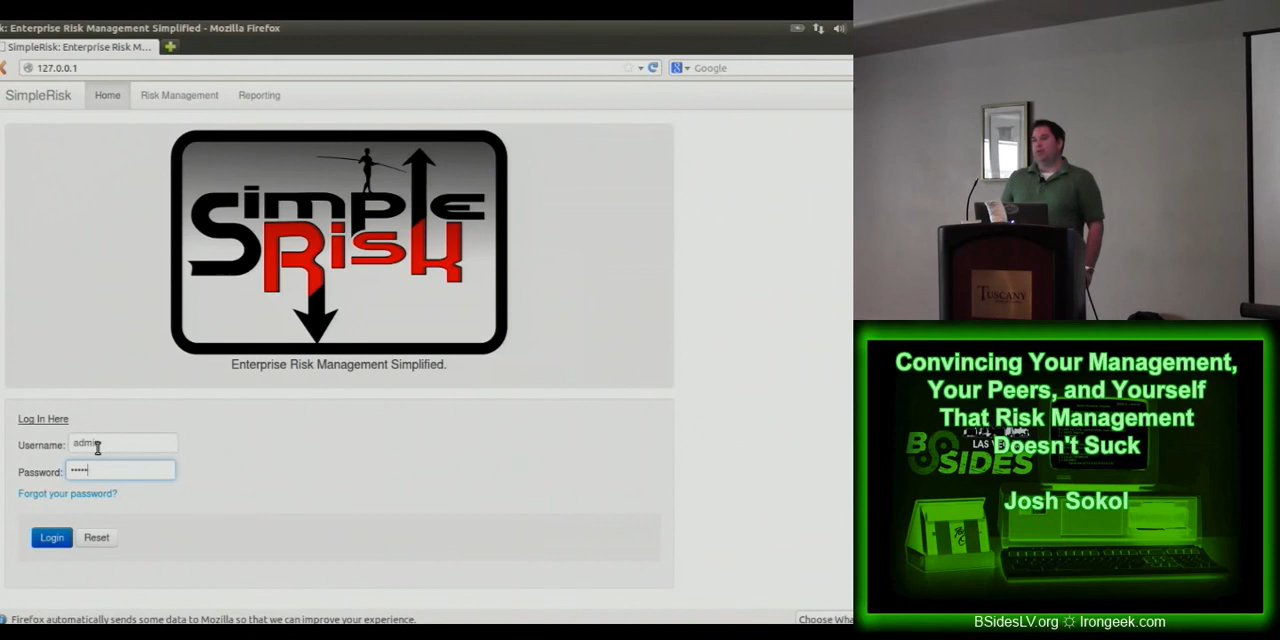 k: Enterprise Risk Management Simplified - Mozilla Firefox
SimpleRisk: Enterprise Risk M...
127.0.0.1
Google
SimpleRisk
Home
Risk Management
Reporting
Simple
Risk
Enterprise Risk Management Simplified.
Log In Here
Username: admin
Password: •••••
Forgot your password?
Login
Reset
Firefox automatically sends some data to Mozilla so that we can improve your experience.
Choose Wha
TUSCANY
Convincing Your Management,
Your Peers, and Yourself
That Risk Management
Doesn't Suck
BSIDES
LAS VEGAS
Josh Sokol
BSidesLV.org ☼ Irongeek.com